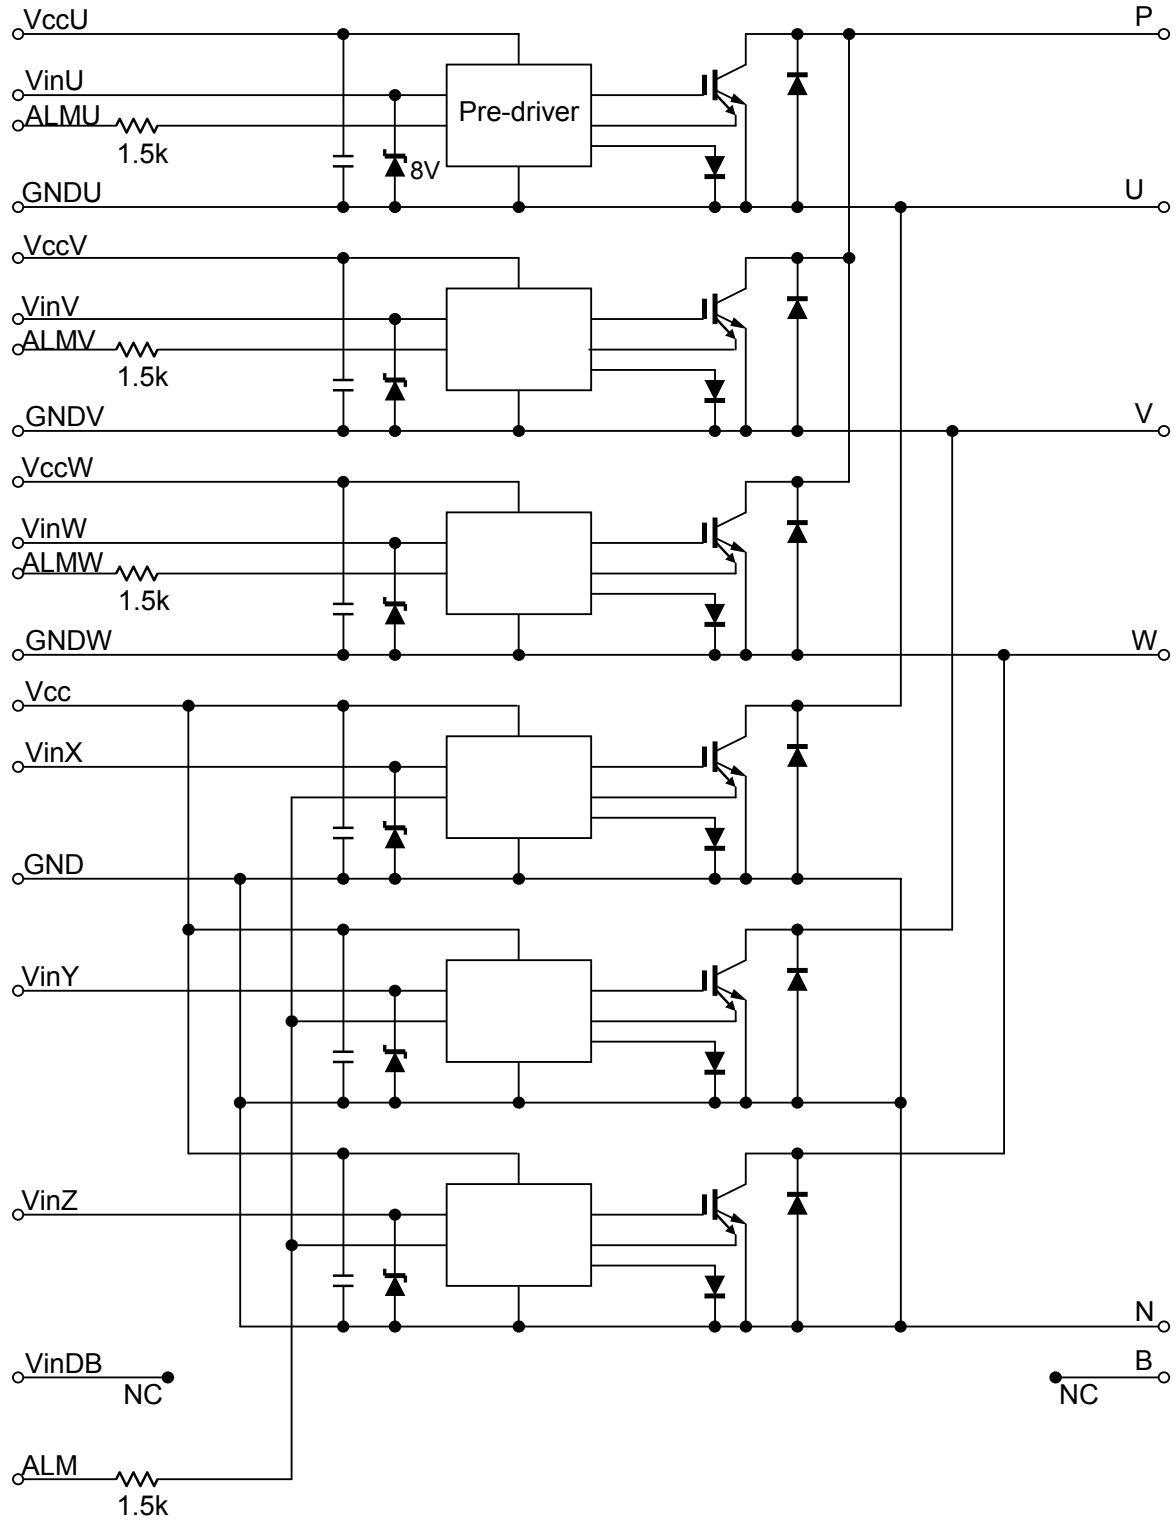 VccU
P
VinU
ALMU
Pre-driver
1.5k
8V
GNDU
U
VccV
VinV
ALMV
1.5k
GNDV
V
VccW
VinW
ALMW
1.5k
GNDW
W
Vcc
VinX
GND
VinY
VinZ
N
VinDB
B
NC
NC
ALM
1.5k